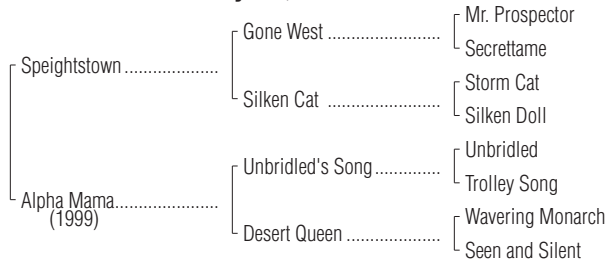 Mr. Prospector
Gone West
Secrettame
Speightstown
Storm Cat
Silken Cat
Silken Doll
Unbridled
Unbridled's Song
Trolley Song
Alpha Mama
(1999)
Wavering Monarch
Desert Queen
Seen and Silent